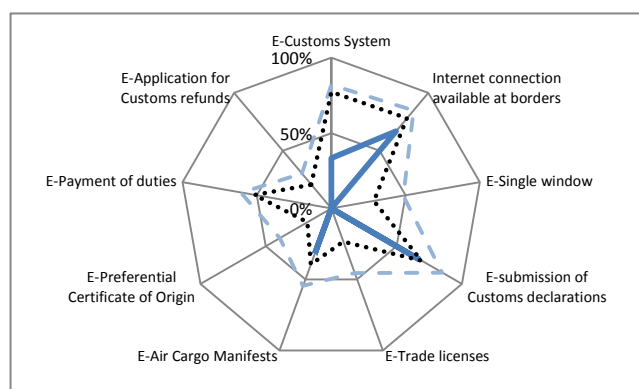 E-Customs System
100%
E-Application for
Customs refunds
Internet connection
available at borders
50%
E-Payment of duties
E-Single window
0%
E-Preferential
Certificate of Origin
E-submission of
Customs declarations
E-Air Cargo Manifests
E-Trade licenses